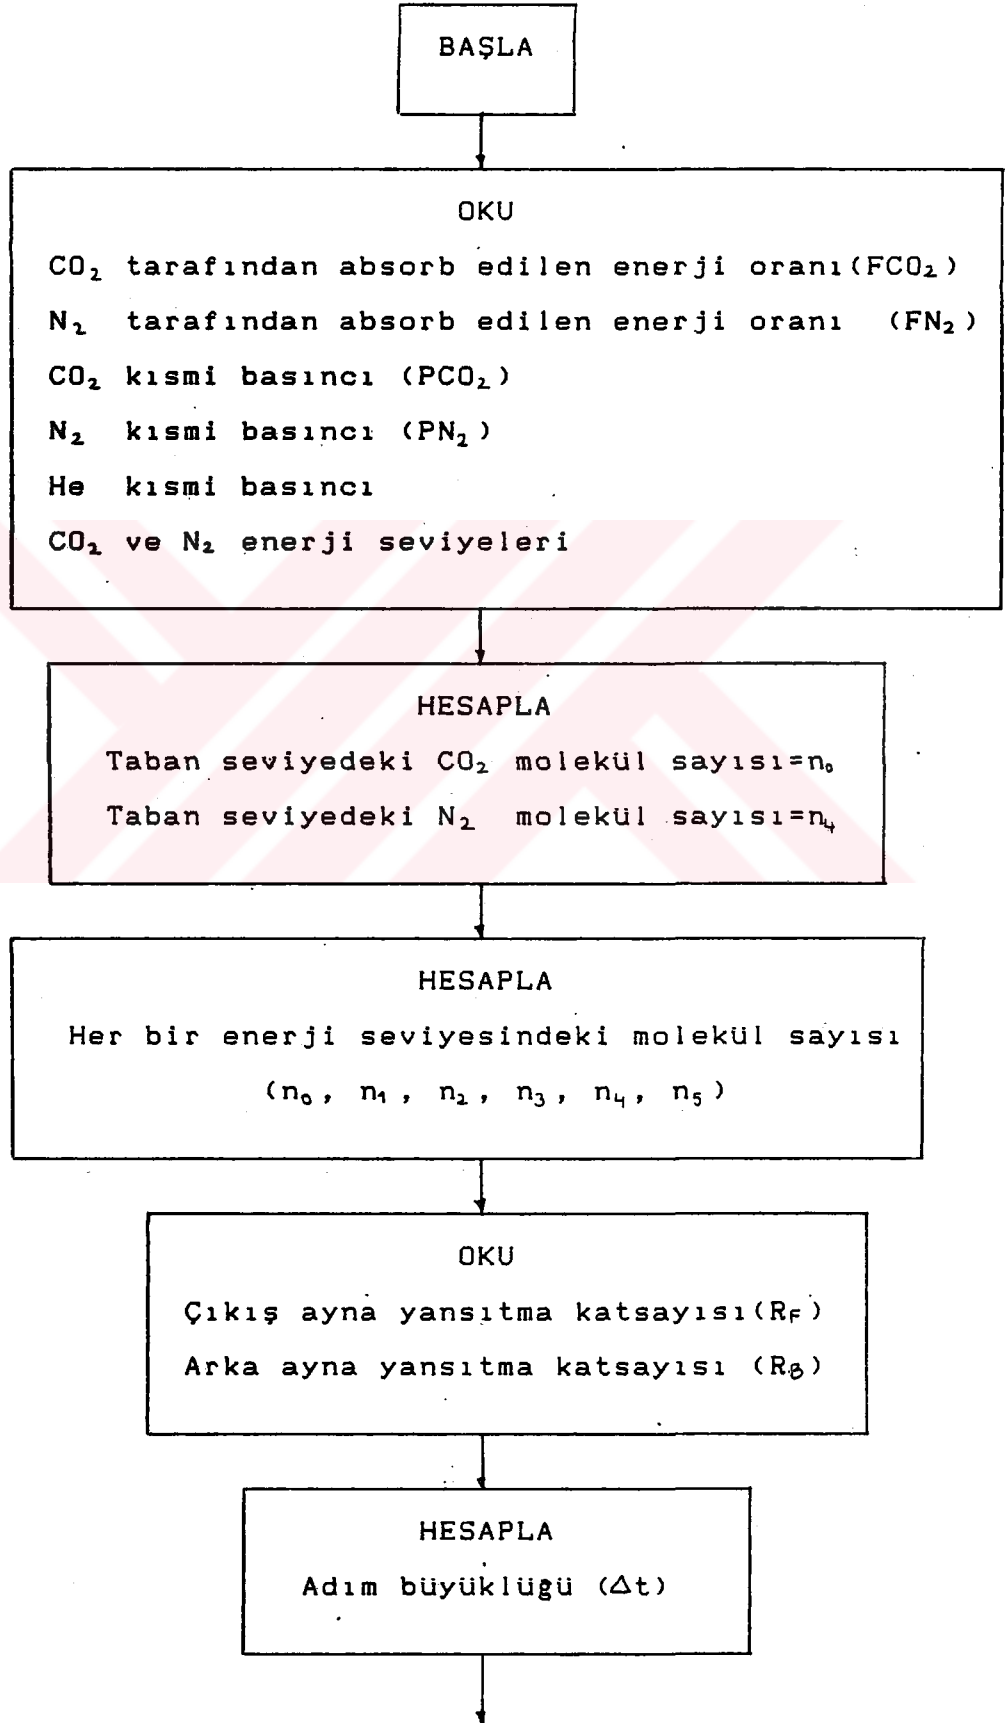 BAŞLA
OKU
CO₂ tarafından absorb edilen enerji oranı(FCO₂)
N₂ tarafından absorb edilen enerji oranı (FN₂)
CO₂ kısmi basıncı (PCO₂)
N₂ kısmi basıncı (PN₂)
He kısmi basıncı
CO₂ ve N₂ enerji seviyeleri
HESAPLA
Taban seviyedeki CO₂ molekül sayısı=n₀
Taban seviyedeki N₂ molekül sayısı=n₄
HESAPLA
Her bir enerji seviyesindeki molekül sayısı
(n₀, n₁, n₂, n₃, n₄, n₅)
OKU
Çıkış ayna yansıtma katsayısı(R_F)
Arka ayna yansıtma katsayısı (R_B)
HESAPLA
Adım büyüklüğü (Δt)